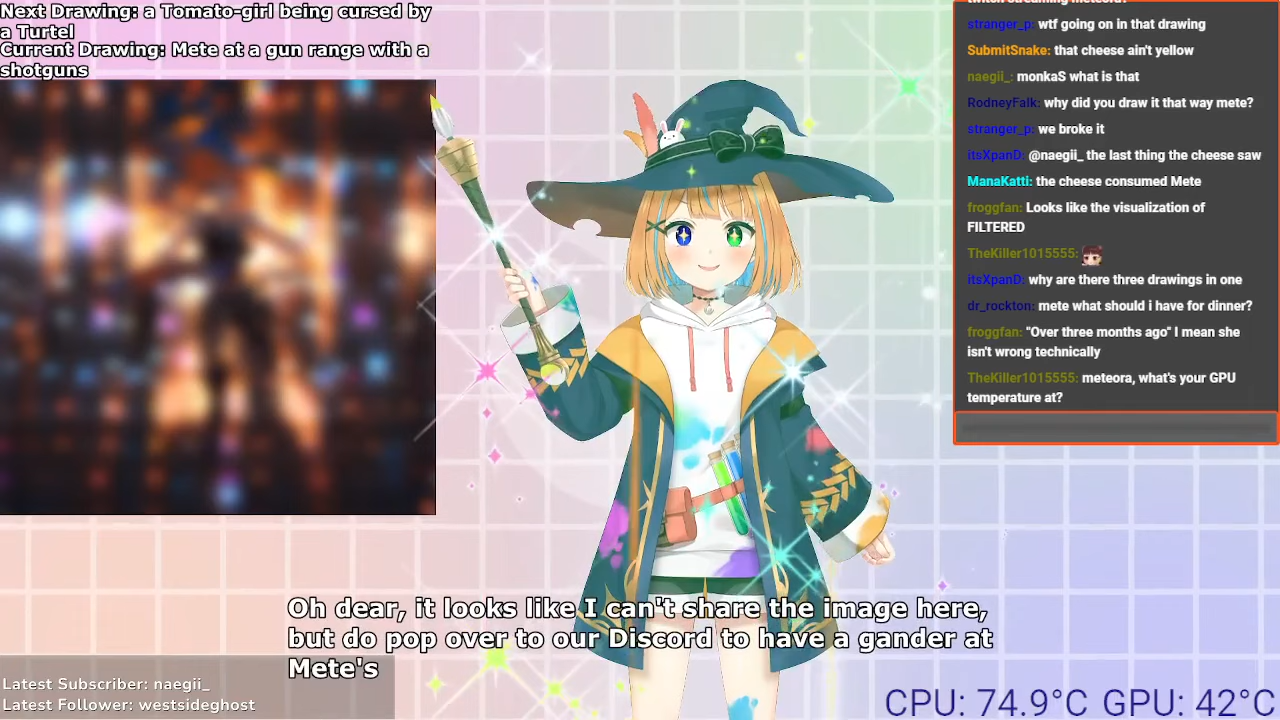 Next Drawing: a Tomato-girl being cursed by
a Turtel
Current Drawing: Mete at a gun range with a
shotguns
stranger_p: wtf going on in that drawing
SubmitSnake: that cheese ain't yellow
naegii_: monkaS what is that
RodneyFalk: why did you draw it that way mete?
stranger_p: we broke it
itsXpanD: @naegii_ the last thing the cheese saw
ManaKatti: the cheese consumed Mete
froggfan: Looks like the visualization of
FILTERED
TheKiller1015555:
itsXpanD: why are there three drawings in one
dr_rockton: mete what should i have for dinner?
froggfan: "Over three months ago" I mean she
isn't wrong technically
TheKiller1015555: meteora, what's your GPU
temperature at?
Oh dear, it looks like I can't share the image here,
but do pop over to our Discord to have a gander at
Mete's
Latest Subscriber: naegii_
Latest Follower: westsideghost
CPU: 74.9°C GPU: 42°C